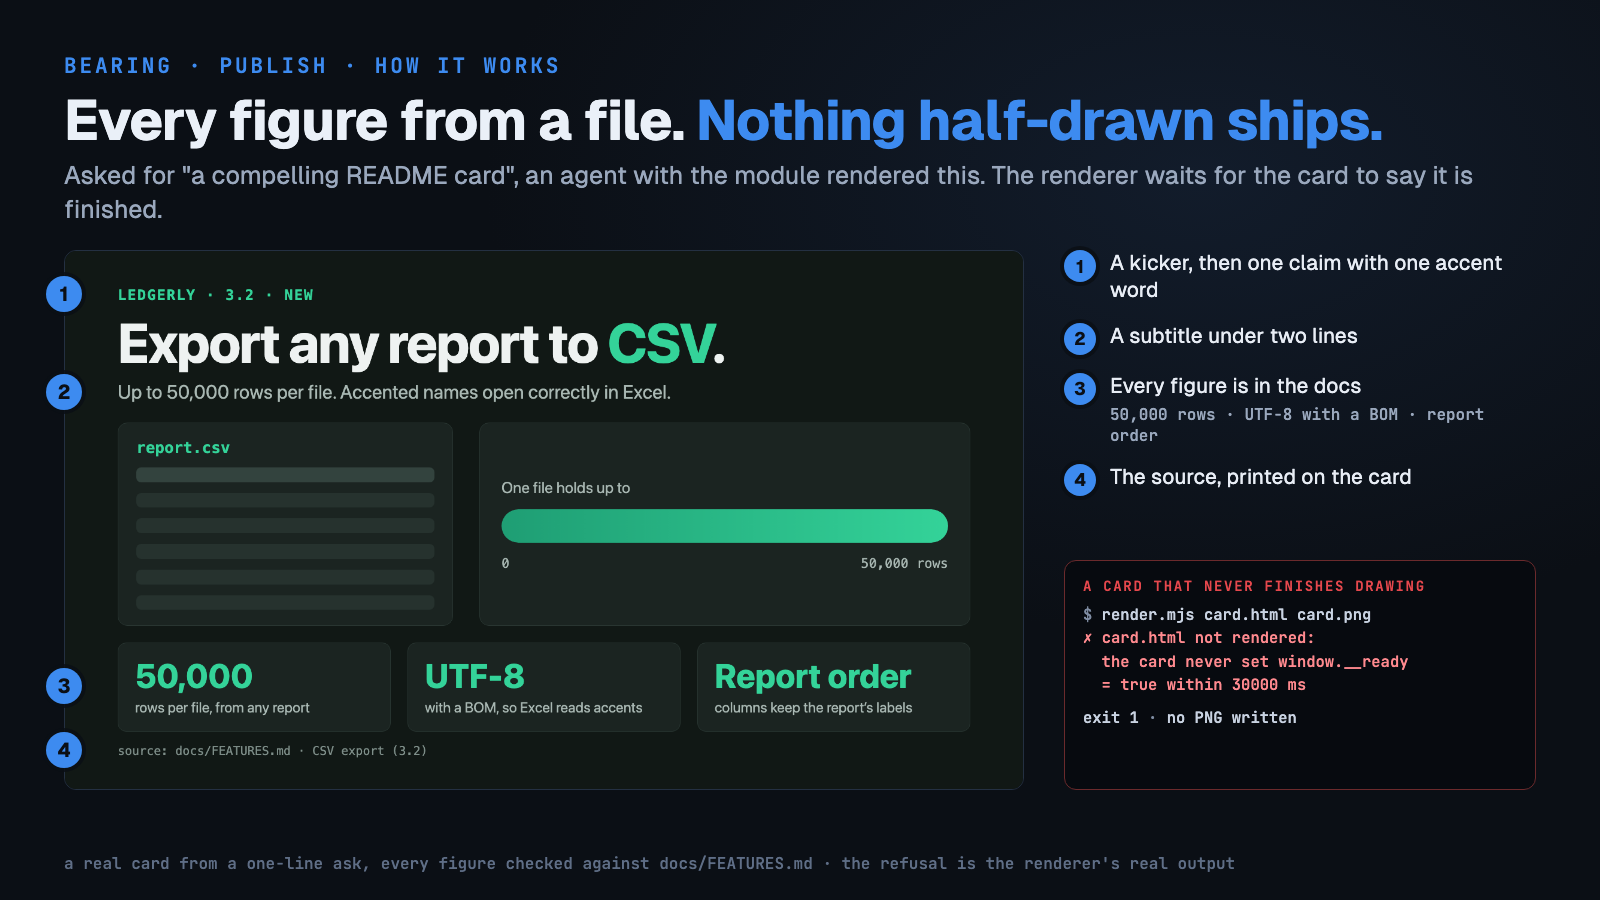 BEARING · PUBLISH · HOW IT WORKS
Every figure from a file. Nothing half-drawn ships.
Asked for "a compelling README card", an agent with the module rendered this. The renderer waits for the card to say it is
finished.
1
LEDGERLY · 3.2 · NEW
Export any report to CSV.
2
Up to 50,000 rows per file. Accented names open correctly in Excel.
report.csv
One file holds up to
0
50,000 rows
3
50,000
rows per file, from any report
UTF-8
with a BOM, so Excel reads accents
Report order
columns keep the report's labels
4
source: docs/FEATURES.md · CSV export (3.2)
1
A kicker, then one claim with one accent
word
2
A subtitle under two lines
3
Every figure is in the docs
50,000 rows · UTF-8 with a BOM · report
order
4
The source, printed on the card
A CARD THAT NEVER FINISHES DRAWING
$ render.mjs card.html card.png
✗ card.html not rendered:
the card never set window.__ready
= true within 30000 ms
exit 1 · no PNG written
a real card from a one-line ask, every figure checked against docs/FEATURES.md · the refusal is the renderer's real output